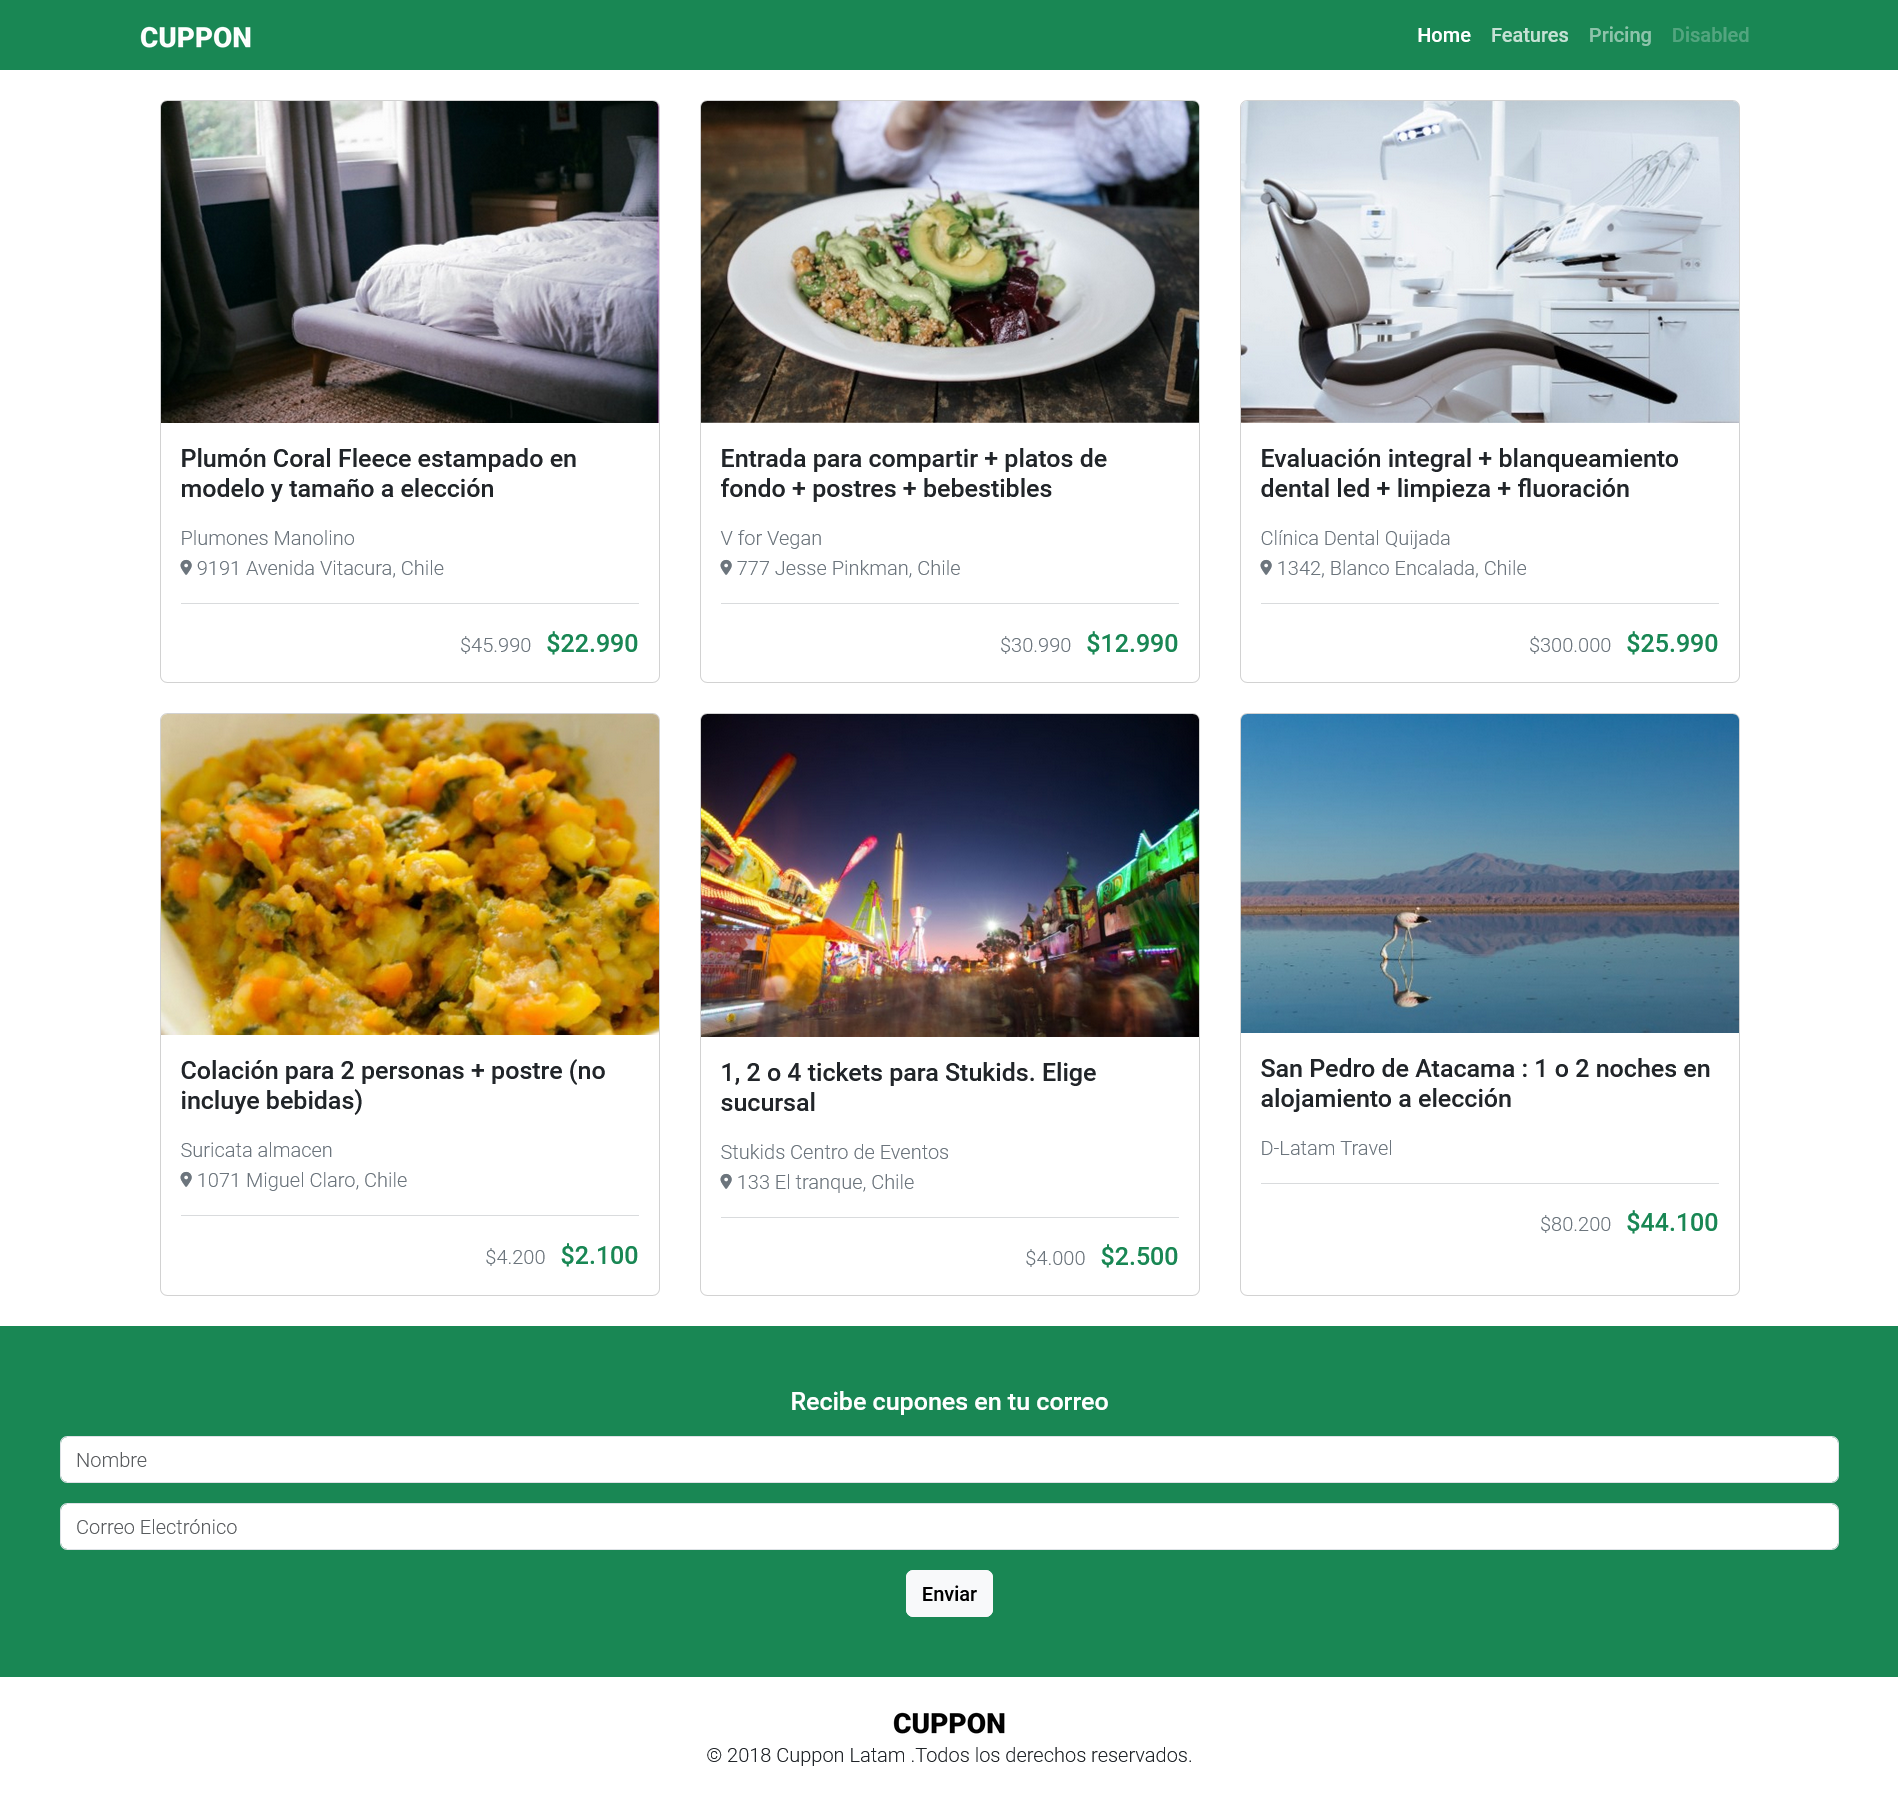 CUPPON
Home Features Pricing Disabled
Plumón Coral Fleece estampado en
modelo y tamaño a elección
Plumones Manolino
9191 Avenida Vitacura, Chile
$45.990 $22.990
Entrada para compartir + platos de
fondo + postres + bebestibles
V for Vegan
777 Jesse Pinkman, Chile
$30.990 $12.990
Evaluación integral + blanqueamiento
dental led + limpieza + fluoración
Clínica Dental Quijada
1342, Blanco Encalada, Chile
$300.000 $25.990
Colación para 2 personas + postre (no
incluye bebidas)
Suricata almacen
1071 Miguel Claro, Chile
$4.200 $2.100
1, 2 o 4 tickets para Stukids. Elige
sucursal
Stukids Centro de Eventos
133 El tranque, Chile
$4.000 $2.500
San Pedro de Atacama : 1 o 2 noches en
alojamiento a elección
D-Latam Travel
$80.200 $44.100
Recibe cupones en tu correo
Nombre
Correo Electrónico
Enviar
CUPPON
© 2018 Cuppon Latam .Todos los derechos reservados.